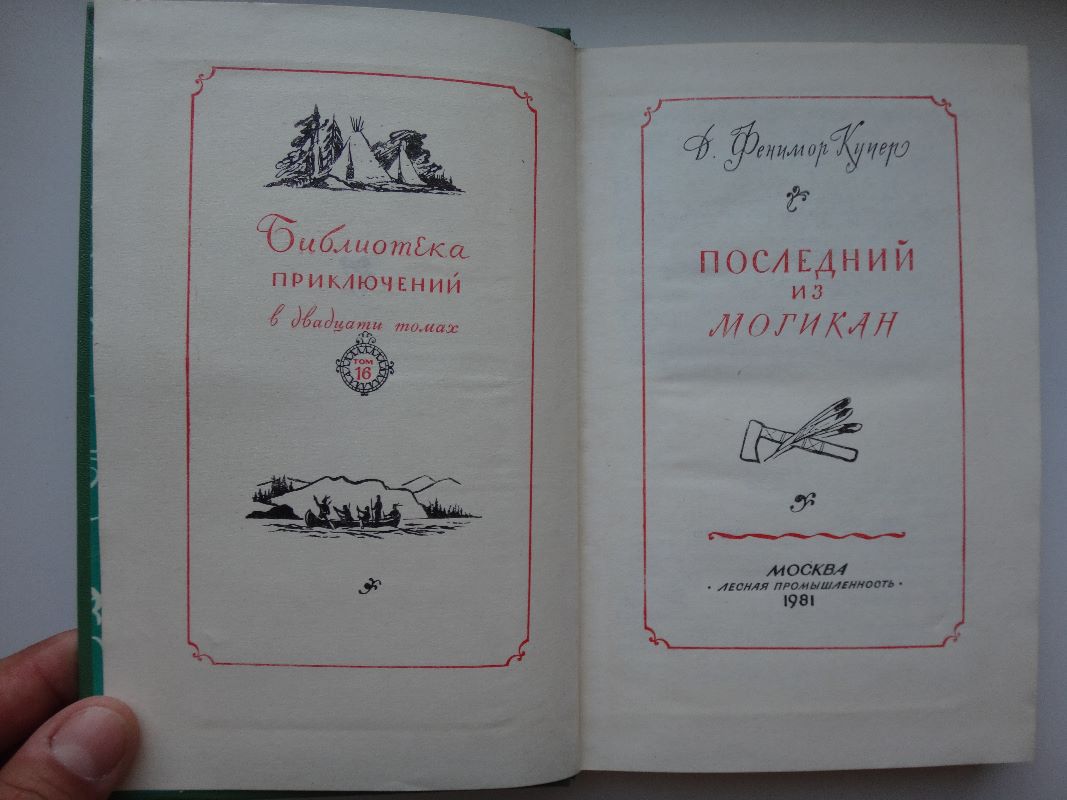 Библиотека
ПРИКЛЮЧЕНИЙ
в двадцати томах
ТОМ
16
Д. Фенимор Купер
ПОСЛЕДНИЙ
ИЗ
МОГИКАН
МОСКВА
· ЛЕСНАЯ ПРОМЫШЛЕННОСТЬ ·
1981